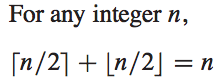 For any integer n,
⌈n/2⌉ + ⌊n/2⌋ = n